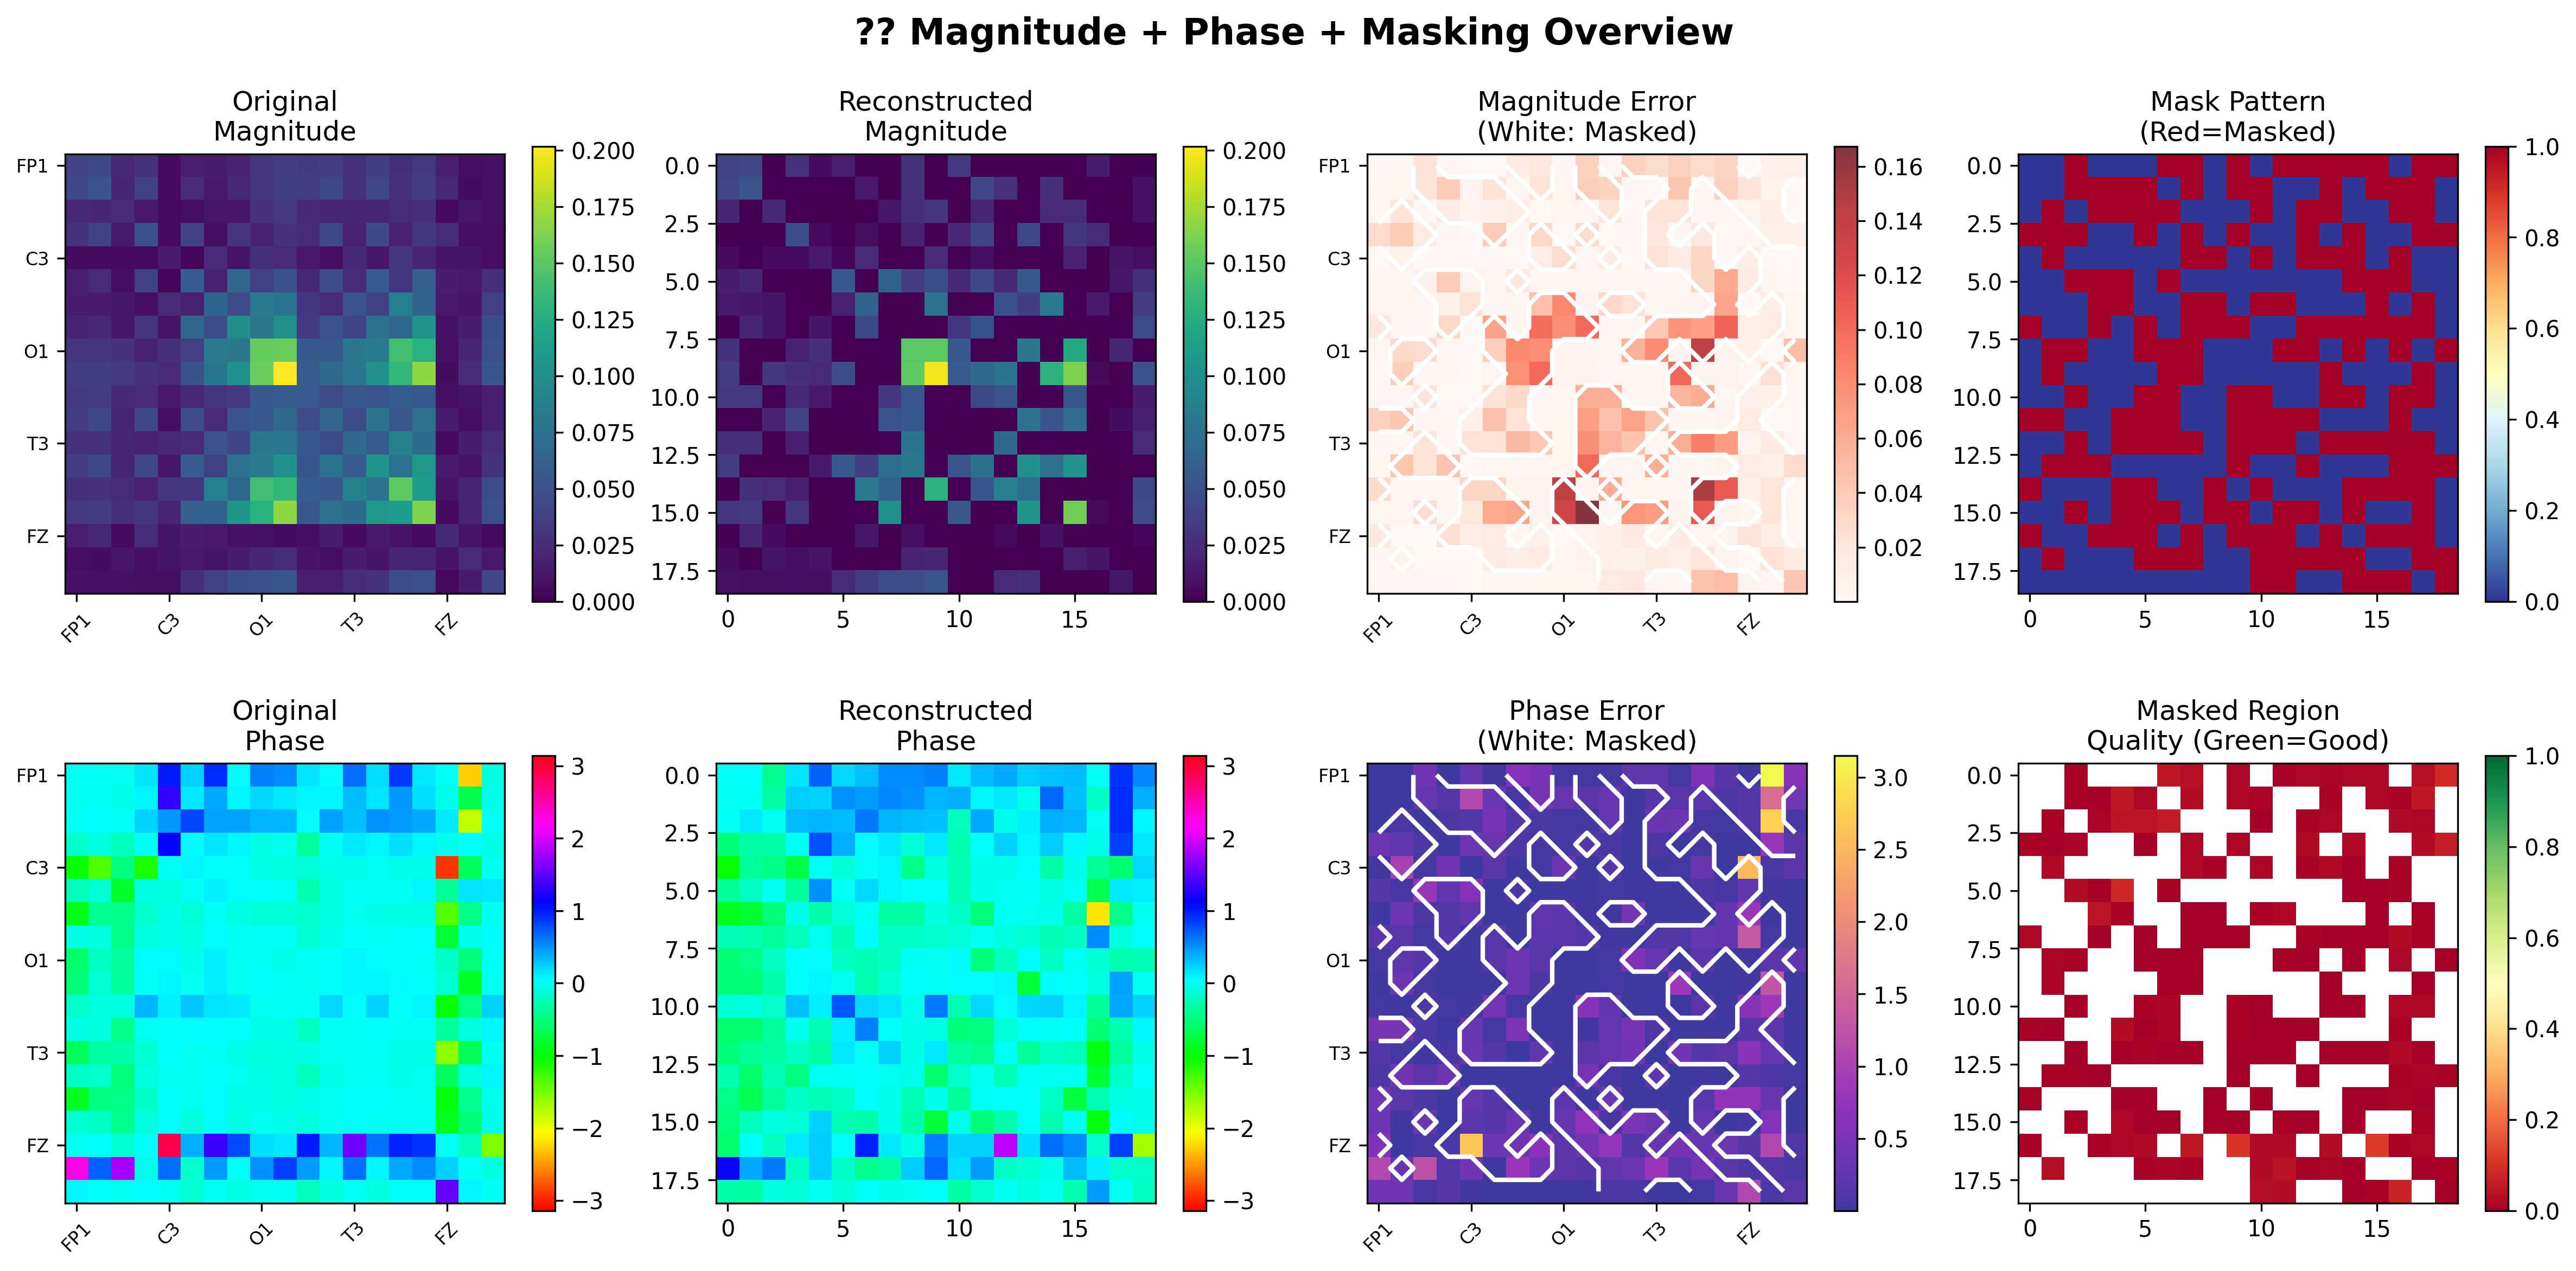 ?? Magnitude + Phase + Masking Overview
Original
Magnitude
FP1
C3
O1
T3
FZ
FP1
C3
O1
T3
FZ
0.200
0.175
0.150
0.125
0.100
0.075
0.050
0.025
0.000
Reconstructed
Magnitude
0.0
2.5
5.0
7.5
10.0
12.5
15.0
17.5
0
5
10
15
0.200
0.175
0.150
0.125
0.100
0.075
0.050
0.025
0.000
Magnitude Error
(White: Masked)
FP1
C3
O1
T3
FZ
FP1
C3
O1
T3
FZ
0.16
0.14
0.12
0.10
0.08
0.06
0.04
0.02
Mask Pattern
(Red=Masked)
0.0
2.5
5.0
7.5
10.0
12.5
15.0
17.5
0
5
10
15
1.0
0.8
0.6
0.4
0.2
0.0
Original
Phase
FP1
C3
O1
T3
FZ
FP1
C3
O1
T3
FZ
3
2
1
0
−1
−2
−3
Reconstructed
Phase
0.0
2.5
5.0
7.5
10.0
12.5
15.0
17.5
0
5
10
15
3
2
1
0
−1
−2
−3
Phase Error
(White: Masked)
FP1
C3
O1
T3
FZ
FP1
C3
O1
T3
FZ
3.0
2.5
2.0
1.5
1.0
0.5
Masked Region
Quality (Green=Good)
0.0
2.5
5.0
7.5
10.0
12.5
15.0
17.5
0
5
10
15
1.0
0.8
0.6
0.4
0.2
0.0